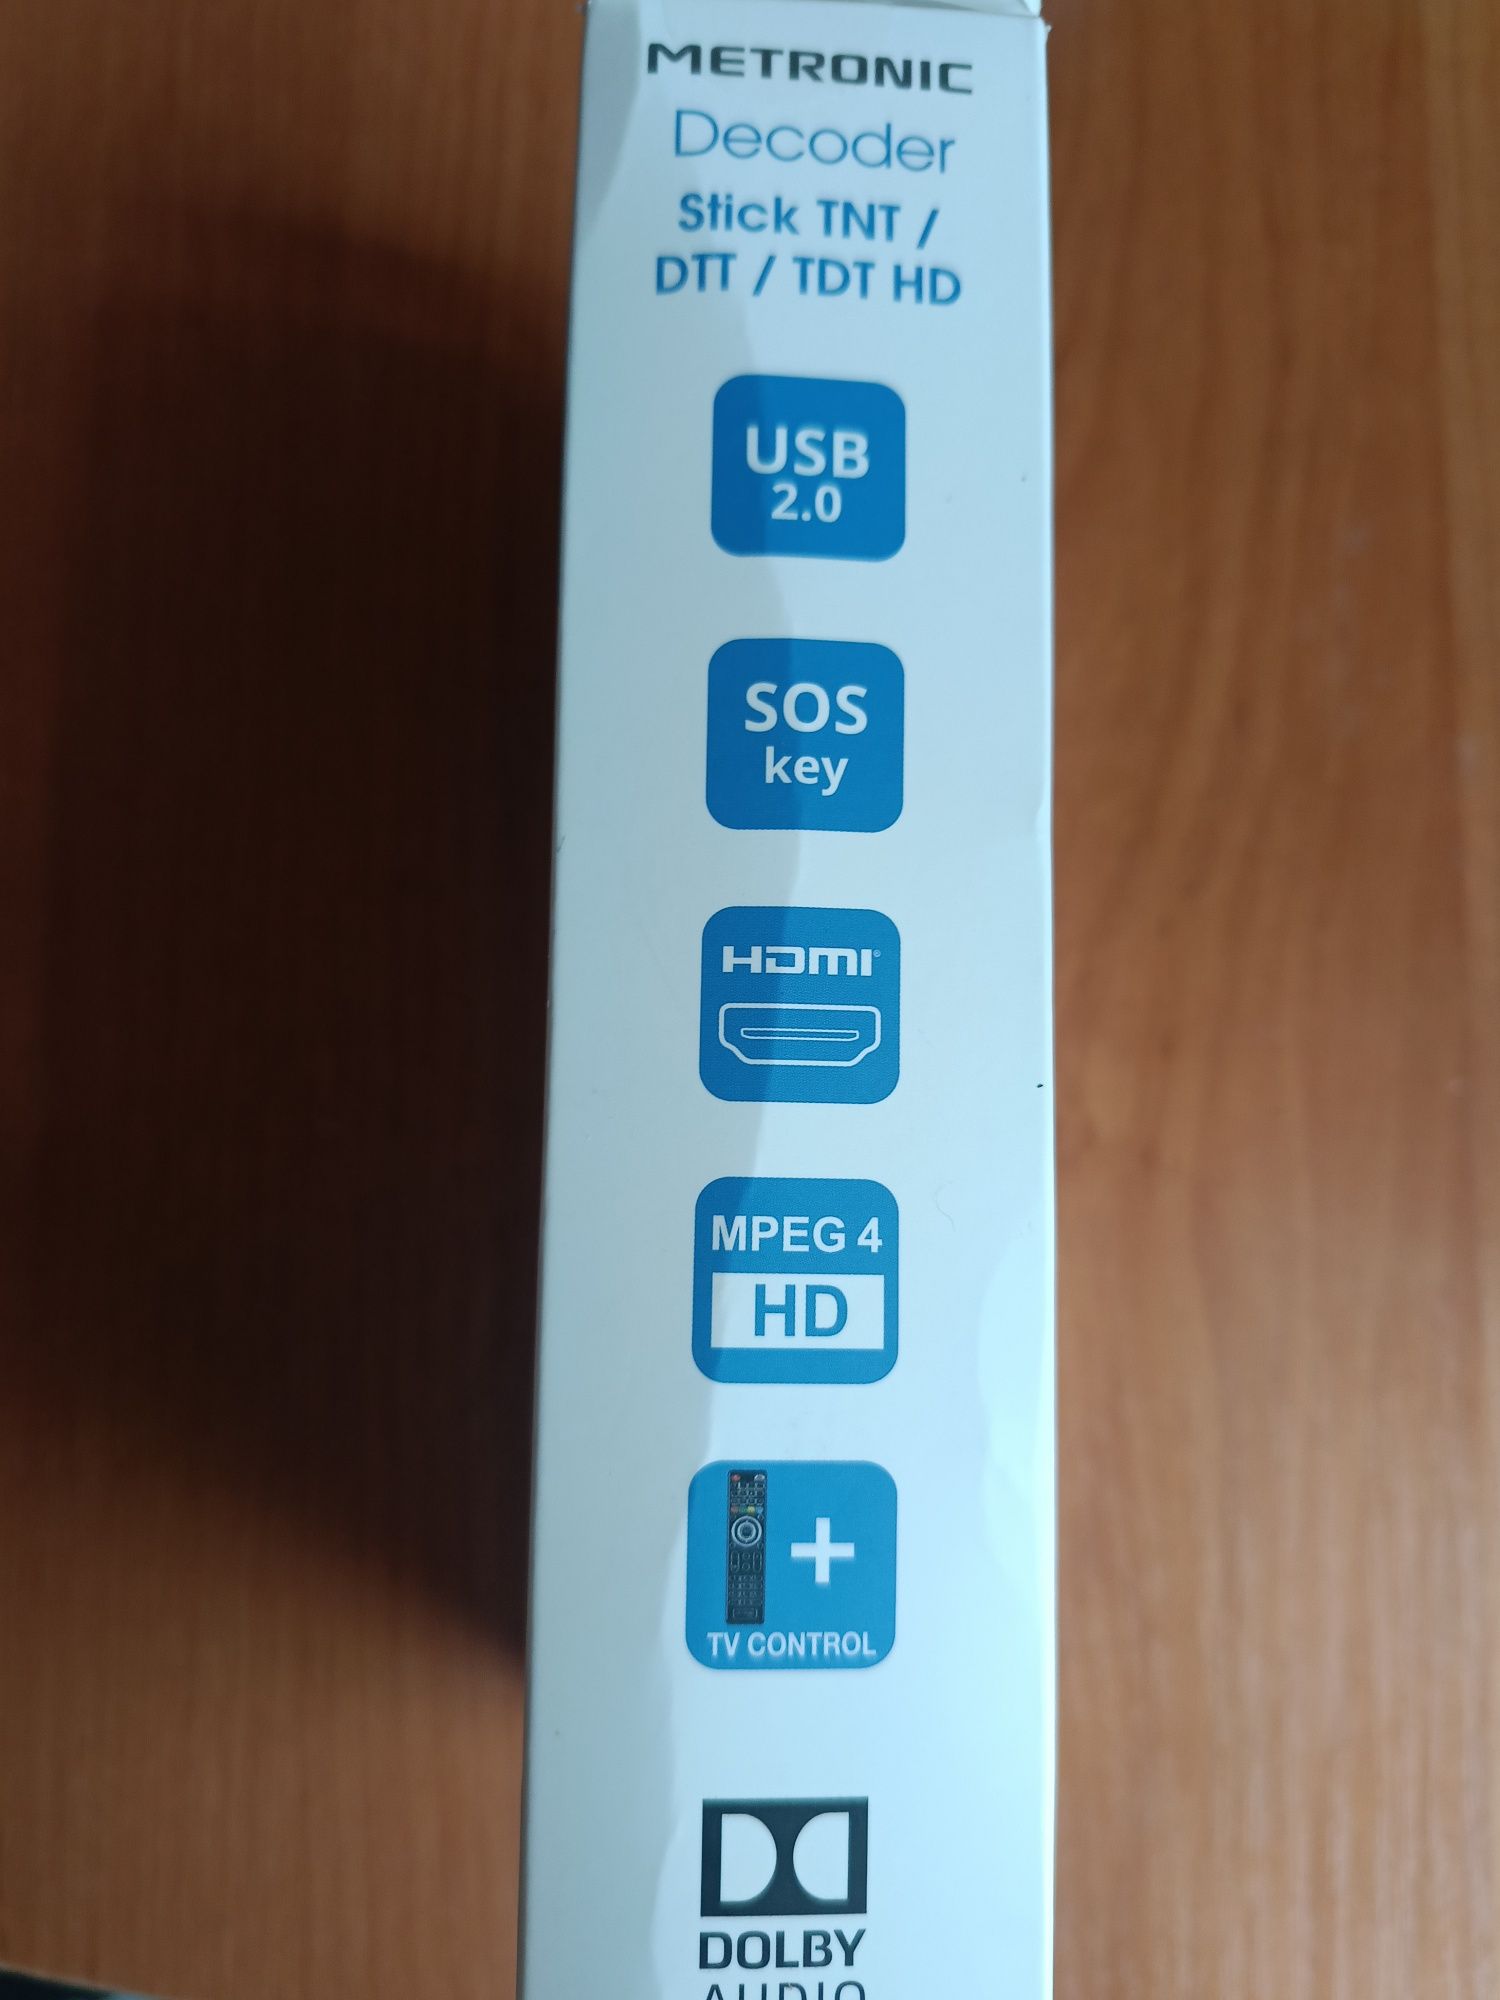 METRONIC
Decoder
Stick TNT /
DTT / TDT HD
USB
2.0
SOS
key
HDMI®
MPEG 4
HD
+
TV CONTROL
DOLBY
AUDIO